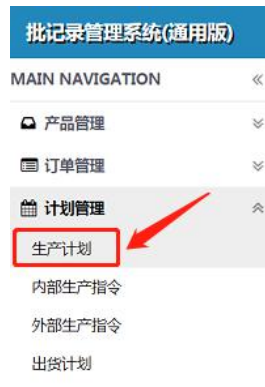 批记录管理系统(通用版)
MAIN NAVIGATION
产品管理
订单管理
计划管理
生产计划
内部生产指令
外部生产指令
出货计划